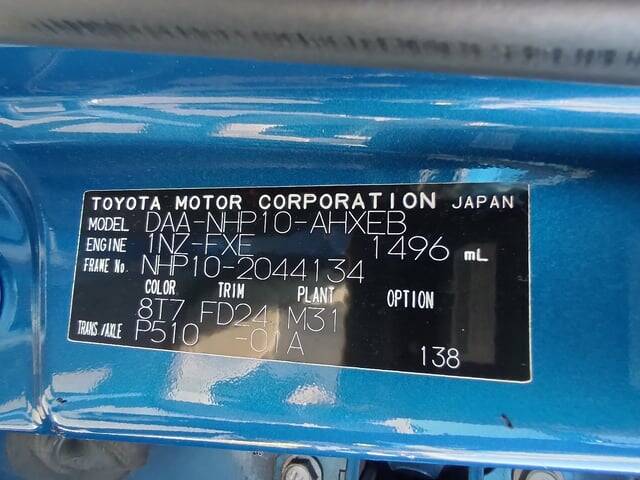 TOYOTA MOTOR CORPORATION JAPAN
MODEL DAA-NHP10-AHXEB
ENGINE 1NZ-FXE 1496 mL
FRAME No. NHP10-2044134
COLOR TRIM PLANT OPTION
8T7 FD24 M31
TRANS/AXLE P510 -01A
138